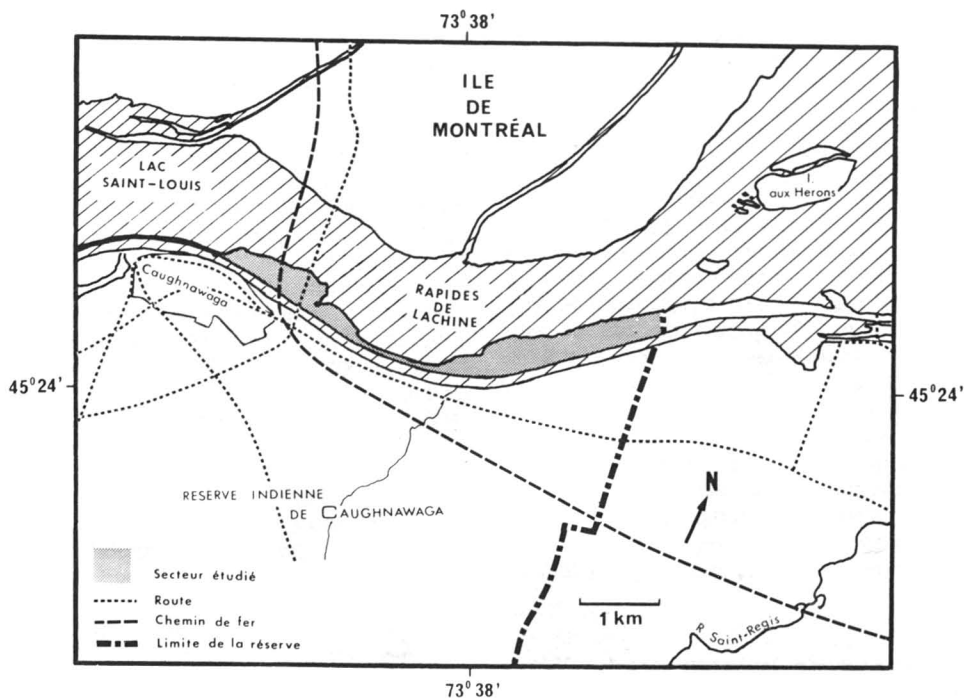 73°38'
ILE
DE
MONTRÉAL
LAC
SAINT-LOUIS
I.
aux Herons
Caughnawaga
RAPIDES
DE
LACHINE
45°24'
45°24'
N
RESERVE INDIENNE
DE CAUGHNAWAGA
Secteur étudié
Route
Chemin de fer
Limite de la réserve
1 km
R. Saint-Regis
73°38'